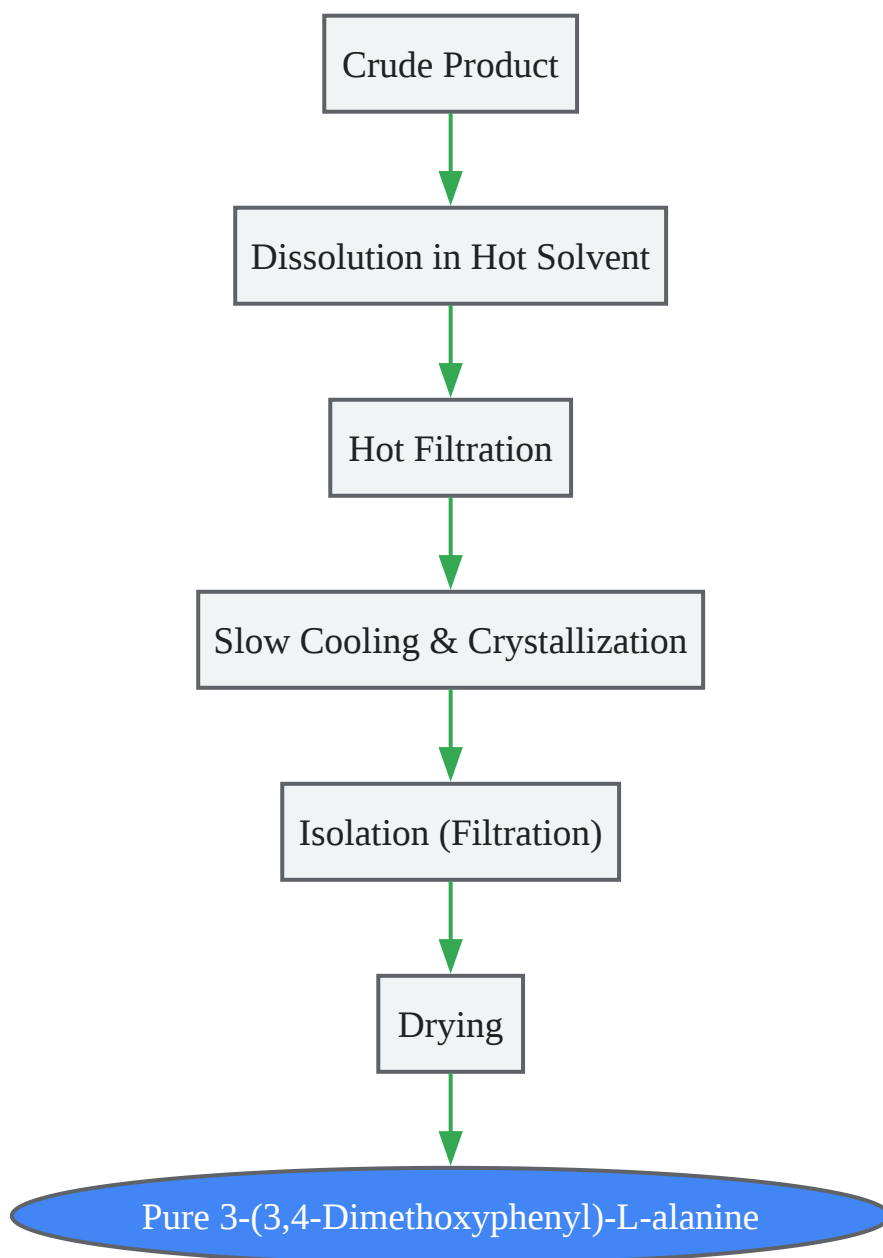 Crude Product
Dissolution in Hot Solvent
Hot Filtration
Slow Cooling & Crystallization
Isolation (Filtration)
Drying
Pure 3-(3,4-Dimethoxyphenyl)-L-alanine